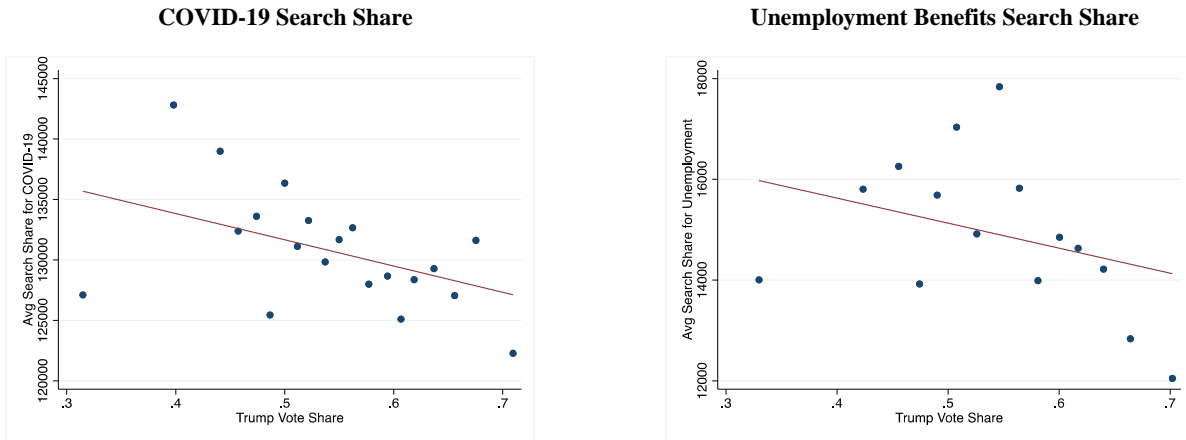 COVID-19 Search Share
Avg Search Share for COVID-19
145000
140000
135000
130000
125000
120000
.3 .4 .5 .6 .7
Trump Vote Share
Unemployment Benefits Search Share
Avg Search Share for Unemployment
18000
16000
14000
12000
.3 .4 .5 .6 .7
Trump Vote Share